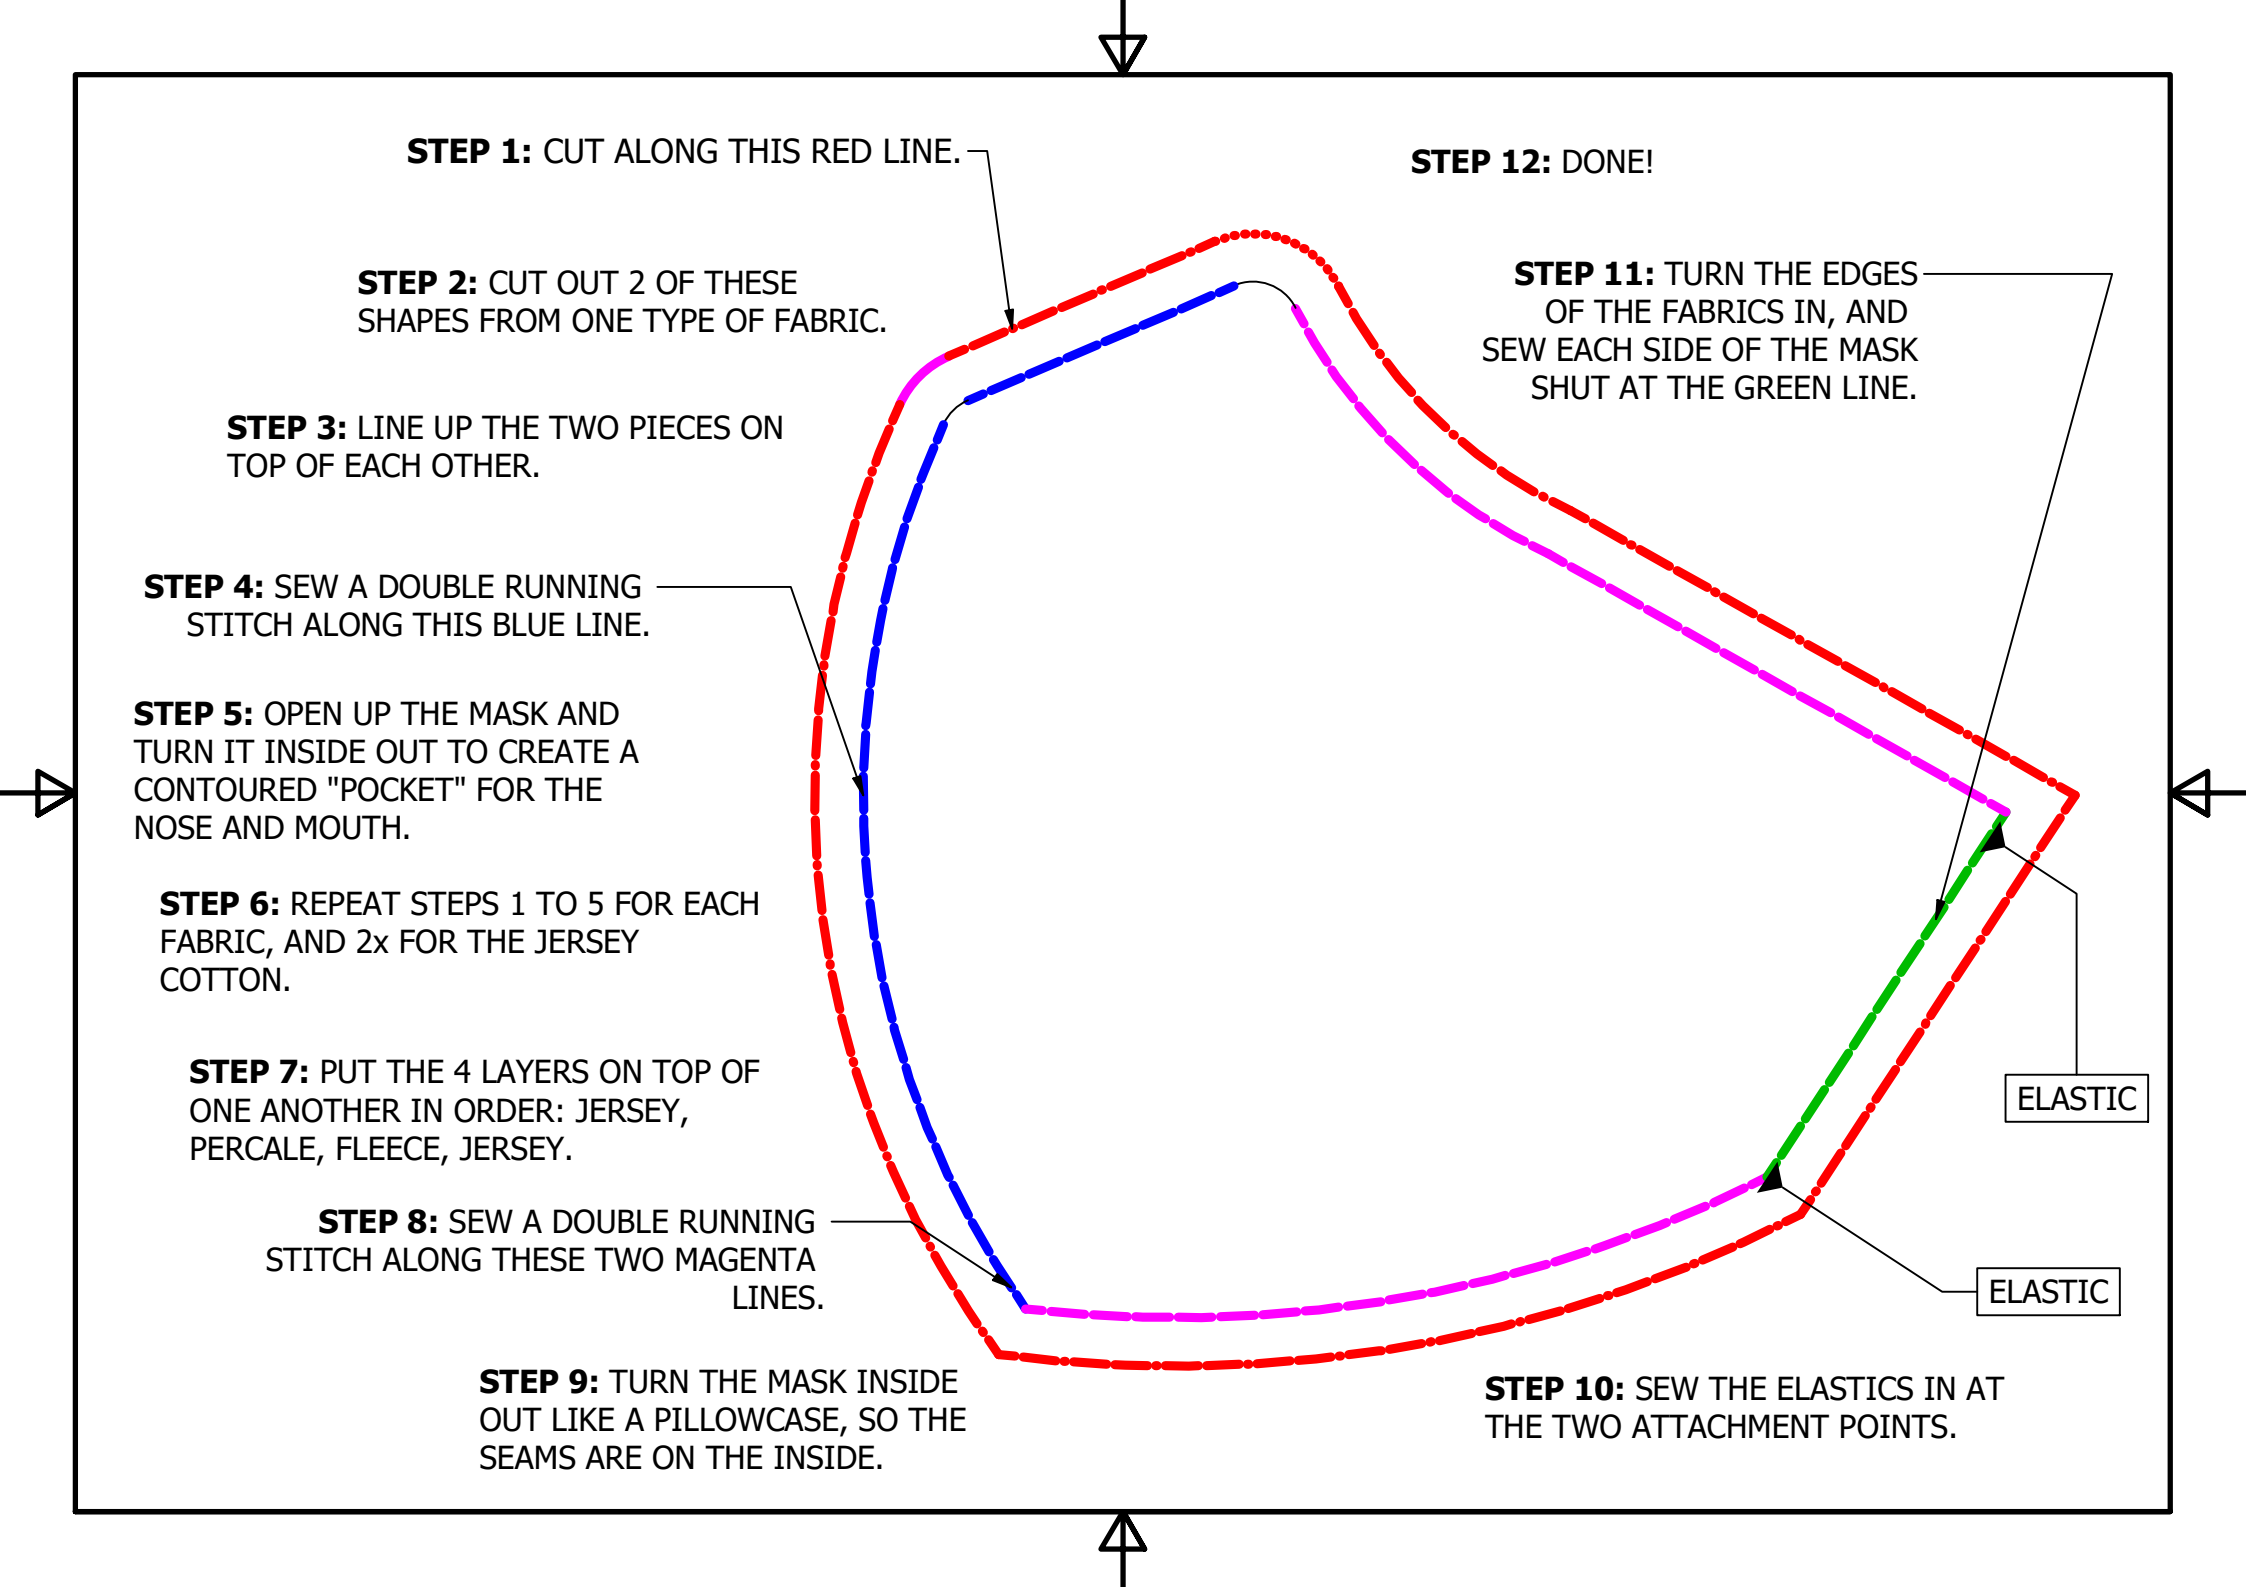 STEP 1: CUT ALONG THIS RED LINE.
STEP 2: CUT OUT 2 OF THESE
SHAPES FROM ONE TYPE OF FABRIC.
STEP 3: LINE UP THE TWO PIECES ON
TOP OF EACH OTHER.
STEP 4: SEW A DOUBLE RUNNING
STITCH ALONG THIS BLUE LINE.
STEP 5: OPEN UP THE MASK AND
TURN IT INSIDE OUT TO CREATE A
CONTOURED "POCKET" FOR THE
NOSE AND MOUTH.
STEP 6: REPEAT STEPS 1 TO 5 FOR EACH
FABRIC, AND 2x FOR THE JERSEY
COTTON.
STEP 7: PUT THE 4 LAYERS ON TOP OF
ONE ANOTHER IN ORDER: JERSEY,
PERCALE, FLEECE, JERSEY.
STEP 8: SEW A DOUBLE RUNNING
STITCH ALONG THESE TWO MAGENTA
LINES.
STEP 9: TURN THE MASK INSIDE
OUT LIKE A PILLOWCASE, SO THE
SEAMS ARE ON THE INSIDE.
STEP 10: SEW THE ELASTICS IN AT
THE TWO ATTACHMENT POINTS.
ELASTIC
ELASTIC
STEP 11: TURN THE EDGES
OF THE FABRICS IN, AND
SEW EACH SIDE OF THE MASK
SHUT AT THE GREEN LINE.
STEP 12: DONE!